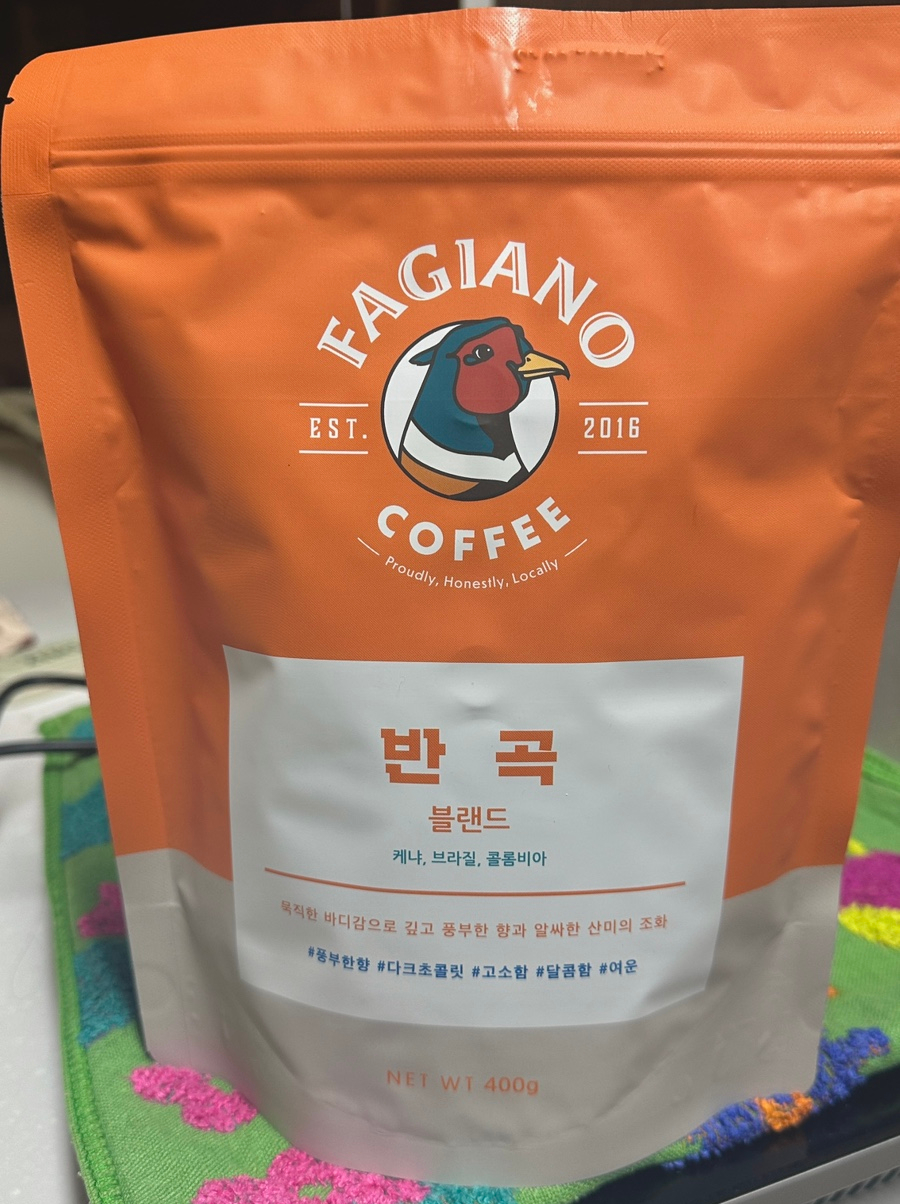 FAGIANO
EST. 2016
COFFEE
Proudly, Honestly, Locally
반 곡
블랜드
케냐, 브라질, 콜롬비아
묵직한 바디감으로 깊고 풍부한 향과 알싸한 산미의 조화
#풍부한향 #다크초콜릿 #고소함 #달콤함 #여운
NET WT 400g